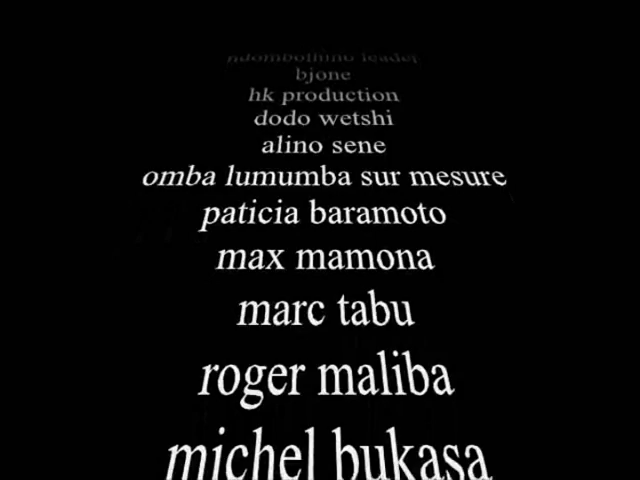 leader
bjone
hk production
dodo wetshi
alino sene
omba lumumba sur mesure
paticia baramoto
max mamona
marc tabu
roger maliba
michel bukasa